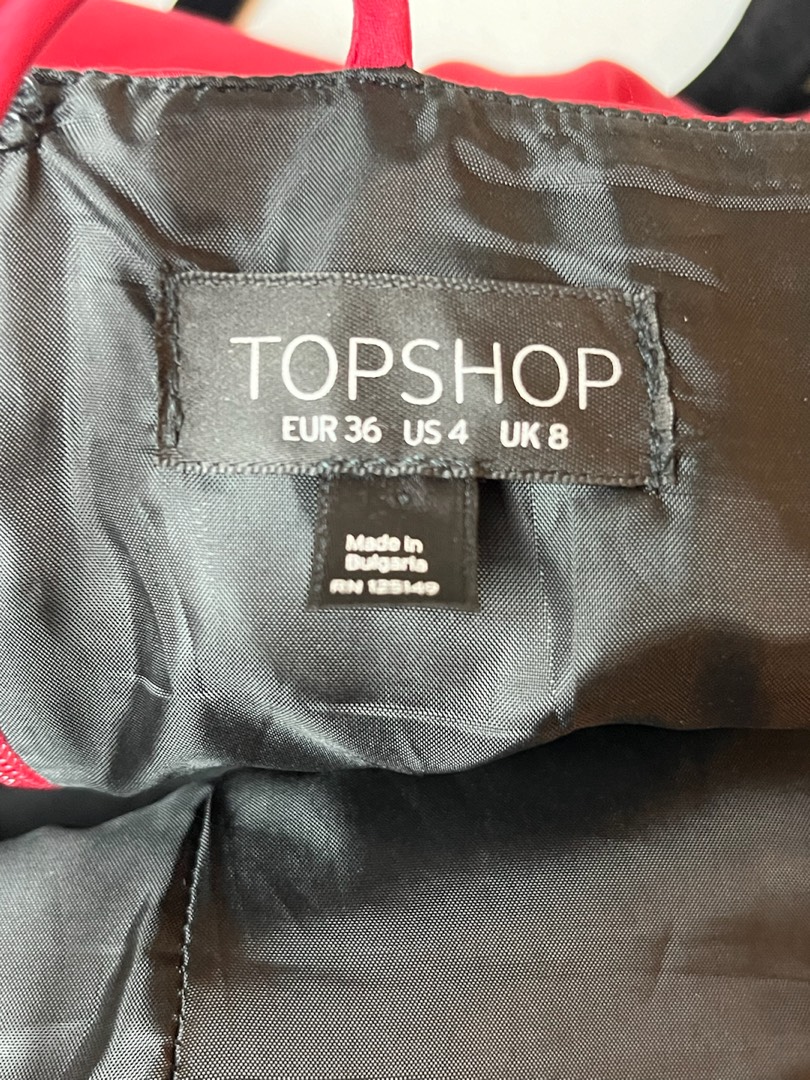 TOPSHOP
EUR 36 US 4 UK 8
Made in
Bulgaria
RN 125149